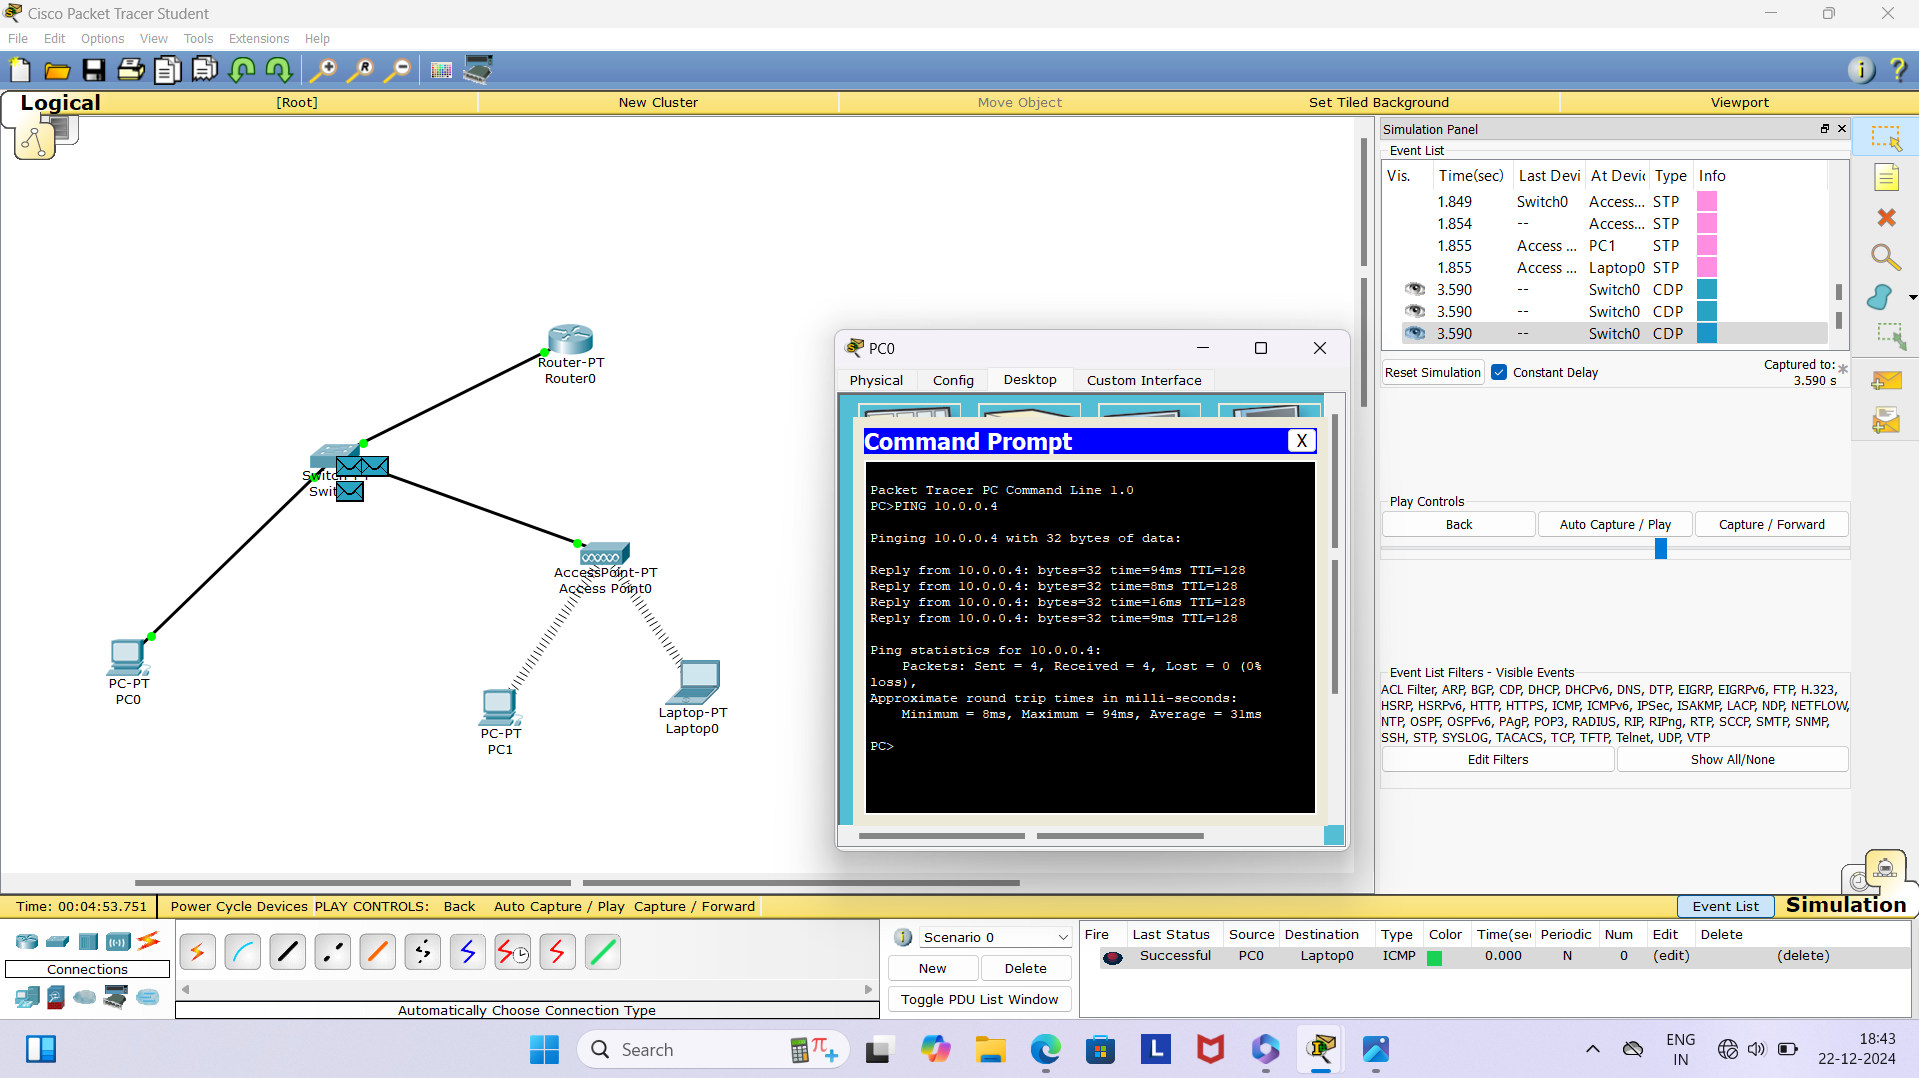 Cisco Packet Tracer Student
File Edit Options View Tools Extensions Help
Logical [Root] New Cluster Move Object Set Tiled Background Viewport
Simulation Panel
Event List
Vis. Time(sec) Last Devi At Devic Type Info
1.849 Switch0 Access... STP
1.854 -- Access... STP
1.855 Access ... PC1 STP
1.855 Access ... Laptop0 STP
3.590 -- Switch0 CDP
3.590 -- Switch0 CDP
3.590 -- Switch0 CDP
Reset Simulation Constant Delay Captured to:
3.590 s
Play Controls
Back Auto Capture / Play Capture / Forward
Event List Filters - Visible Events
ACL Filter, ARP, BGP, CDP, DHCP, DHCPv6, DNS, DTP, EIGRP, EIGRPv6, FTP, H.323,
HSRP, HSRPv6, HTTP, HTTPS, ICMP, ICMPv6, IPSec, ISAKMP, LACP, NDP, NETFLOW,
NTP, OSPF, OSPFv6, PAgP, POP3, RADIUS, RIP, RIPng, RTP, SCCP, SMTP, SNMP,
SSH, STP, SYSLOG, TACACS, TCP, TFTP, Telnet, UDP, VTP
Edit Filters Show All/None
Router-PT
Router0
AccessPoint-PT
Access Point0
PC-PT
PC0
PC-PT
PC1
Laptop-PT
Laptop0
PC0
Physical Config Desktop Custom Interface
Command Prompt X
Packet Tracer PC Command Line 1.0
PC>PING 10.0.0.4
Pinging 10.0.0.4 with 32 bytes of data:
Reply from 10.0.0.4: bytes=32 time=94ms TTL=128
Reply from 10.0.0.4: bytes=32 time=8ms TTL=128
Reply from 10.0.0.4: bytes=32 time=16ms TTL=128
Reply from 10.0.0.4: bytes=32 time=9ms TTL=128
Ping statistics for 10.0.0.4:
Packets: Sent = 4, Received = 4, Lost = 0 (0%
loss),
Approximate round trip times in milli-seconds:
Minimum = 8ms, Maximum = 94ms, Average = 31ms
PC>
Time: 00:04:53.751 Power Cycle Devices PLAY CONTROLS: Back Auto Capture / Play Capture / Forward Event List Simulation
Connections
Automatically Choose Connection Type
Scenario 0
New Delete
Toggle PDU List Window
Fire Last Status Source Destination Type Color Time(sec Periodic Num Edit Delete
Successful PC0 Laptop0 ICMP 0.000 N 0 (edit) (delete)
Search
ENG
IN
18:43
22-12-2024